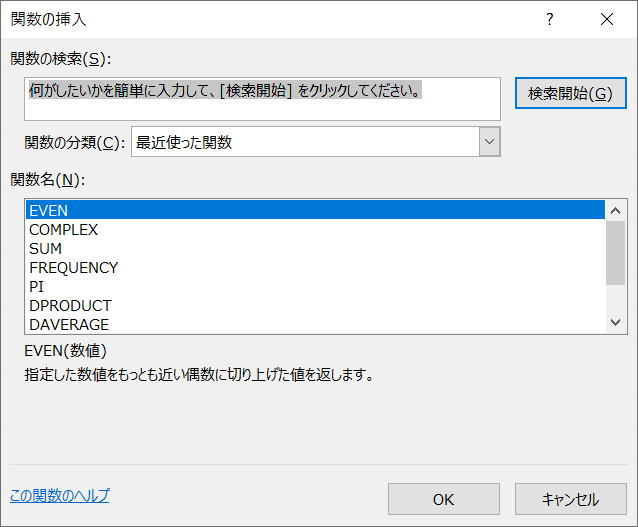 関数の挿入
?
関数の検索(S):
何がしたいかを簡単に入力して、[検索開始] をクリックしてください。
検索開始(G)
関数の分類(C): 最近使った関数
関数名(N):
EVEN
COMPLEX
SUM
FREQUENCY
PI
DPRODUCT
DAVERAGE
EVEN(数値)
指定した数値をもっとも近い偶数に切り上げた値を返します。
この関数のヘルプ
OK
キャンセル